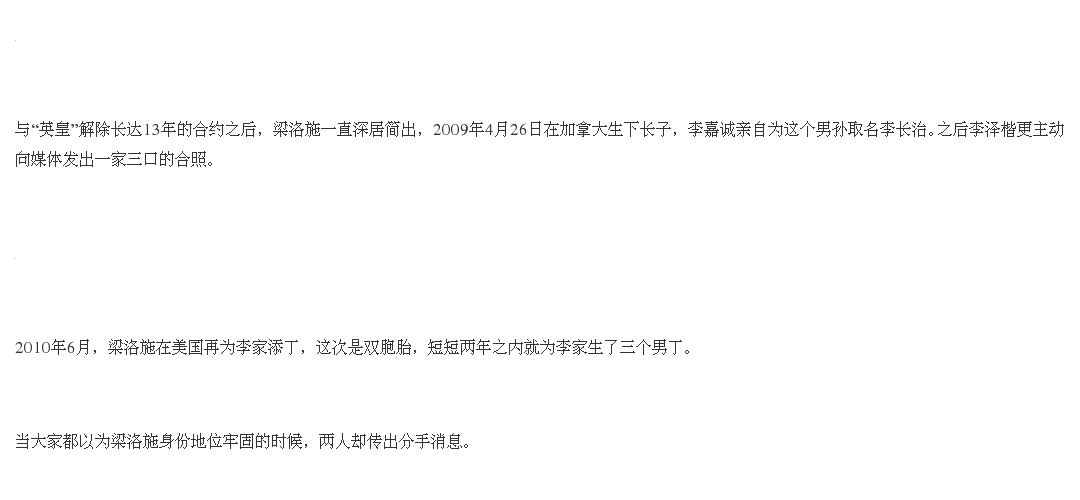 与“英皇”解除长达13年的合约之后，梁洛施一直深居简出，2009年4月26日在加拿大生下长子，李嘉诚亲自为这个男孙取名李长治。之后李泽楷更主动
向媒体发出一家三口的合照。
2010年6月，梁洛施在美国再为李家添丁，这次是双胞胎，短短两年之内就为李家生了三个男丁。
当大家都以为梁洛施身份地位牢固的时候，两人却传出分手消息。